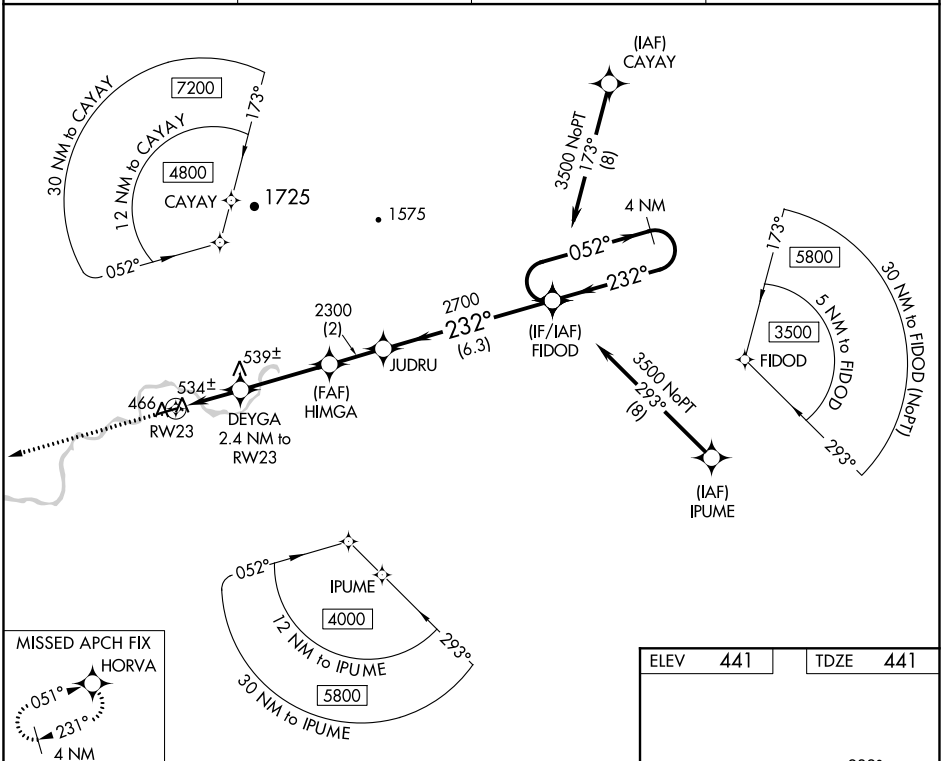 (IAF)
CAYAY
3500 NoPT
173°
(8)
30 NM to CAYAY
7200
173°
12 NM to CAYAY
4800
CAYAY
1725
052°
1575
4 NM
052°
232°
(IF/IAF)
FIDOD
173°
5800
30 NM to FIDOD (NoPT)
5 NM to FIDOD
3500
FIDOD
293°
2700
232°
(6.3)
2300
(2)
JUDRU
(FAF)
HIMGA
539±
534±
466
RW23
DEYGA
2.4 NM to
RW23
3500 NoPT
293°
(8)
(IAF)
IPUME
052°
IPUME
4000
12 NM to IPUME
293°
5800
30 NM to IPUME
MISSED APCH FIX
HORVA
051°
231°
4 NM
ELEV 441
TDZE 441